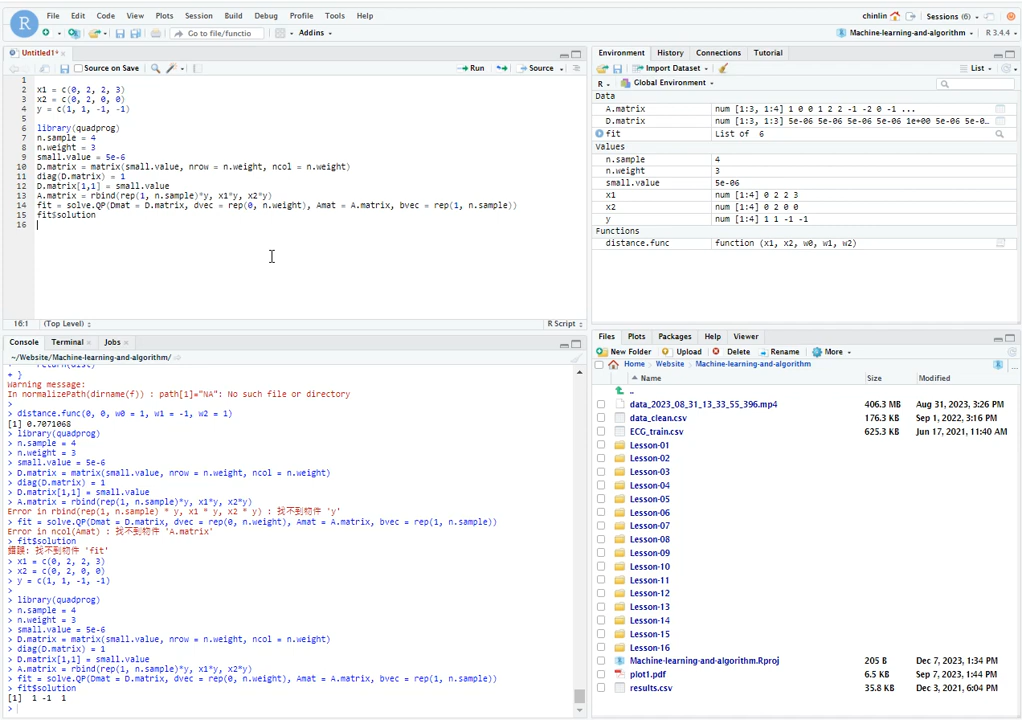 File Edit Code View Plots Session Build Debug Profile Tools Help
chinlin
Sessions (6)
Go to file/functio
Addins
Machine-learning-and-algorithm
R 3.4.4
Untitled1*
Source on Save
Run
Source
1
2 x1 = c(0, 2, 2, 3)
3 x2 = c(0, 2, 0, 0)
4 y = c(1, 1, -1, -1)
5
6 library(quadprog)
7 n.sample = 4
8 n.weight = 3
9 small.value = 5e-6
10 D.matrix = matrix(small.value, nrow = n.weight, ncol = n.weight)
11 diag(D.matrix) = 1
12 D.matrix[1,1] = small.value
13 A.matrix = rbind(rep(1, n.sample)*y, x1*y, x2*y)
14 fit = solve.QP(Dmat = D.matrix, dvec = rep(0, n.weight), Amat = A.matrix, bvec = rep(1, n.sample))
15 fit$solution
16
16:1 (Top Level) R Script
Console Terminal Jobs
~/Website/Machine-learning-and-algorithm/
+ }
Warning message:
In normalizePath(dirname(f)) : path[1]="NA": No such file or directory
>
> distance.func(0, 0, w0 = 1, w1 = -1, w2 = 1)
[1] 0.7071068
> library(quadprog)
> n.sample = 4
> n.weight = 3
> small.value = 5e-6
> D.matrix = matrix(small.value, nrow = n.weight, ncol = n.weight)
> diag(D.matrix) = 1
> D.matrix[1,1] = small.value
> A.matrix = rbind(rep(1, n.sample)*y, x1*y, x2*y)
Error in rbind(rep(1, n.sample) * y, x1 * y, x2 * y) : 找不到物件 'y'
> fit = solve.QP(Dmat = D.matrix, dvec = rep(0, n.weight), Amat = A.matrix, bvec = rep(1, n.sample))
Error in ncol(Amat) : 找不到物件 'A.matrix'
> fit$solution
錯誤: 找不到物件 'fit'
> x1 = c(0, 2, 2, 3)
> x2 = c(0, 2, 0, 0)
> y = c(1, 1, -1, -1)
>
> library(quadprog)
> n.sample = 4
> n.weight = 3
> small.value = 5e-6
> D.matrix = matrix(small.value, nrow = n.weight, ncol = n.weight)
> diag(D.matrix) = 1
> D.matrix[1,1] = small.value
> A.matrix = rbind(rep(1, n.sample)*y, x1*y, x2*y)
> fit = solve.QP(Dmat = D.matrix, dvec = rep(0, n.weight), Amat = A.matrix, bvec = rep(1, n.sample))
> fit$solution
[1] 1 -1 1
>
Environment History Connections Tutorial
Import Dataset
List
R Global Environment
Data
A.matrix num [1:3, 1:4] 1 0 0 1 2 2 -1 -2 0 -1 ...
D.matrix num [1:3, 1:3] 5e-06 5e-06 5e-06 5e-06 1e+00 5e-06 5e-0…
fit List of 6
Values
n.sample 4
n.weight 3
small.value 5e-06
x1 num [1:4] 0 2 2 3
x2 num [1:4] 0 2 0 0
y num [1:4] 1 1 -1 -1
Functions
distance.func function (x1, x2, w0, w1, w2)
Files Plots Packages Help Viewer
New Folder Upload Delete Rename More
Home Website Machine-learning-and-algorithm
Name Size Modified
..
data_2023_08_31_13_33_55_396.mp4 406.3 MB Aug 31, 2023, 3:26 PM
data_clean.csv 176.3 KB Sep 1, 2022, 3:16 PM
ECG_train.csv 625.3 KB Jun 17, 2021, 11:40 AM
Lesson-01
Lesson-02
Lesson-03
Lesson-04
Lesson-05
Lesson-06
Lesson-07
Lesson-08
Lesson-09
Lesson-10
Lesson-11
Lesson-12
Lesson-13
Lesson-14
Lesson-15
Lesson-16
Machine-learning-and-algorithm.Rproj 205 B Dec 7, 2023, 1:34 PM
plot1.pdf 6.5 KB Sep 7, 2023, 1:44 PM
results.csv 35.8 KB Dec 3, 2021, 6:04 PM